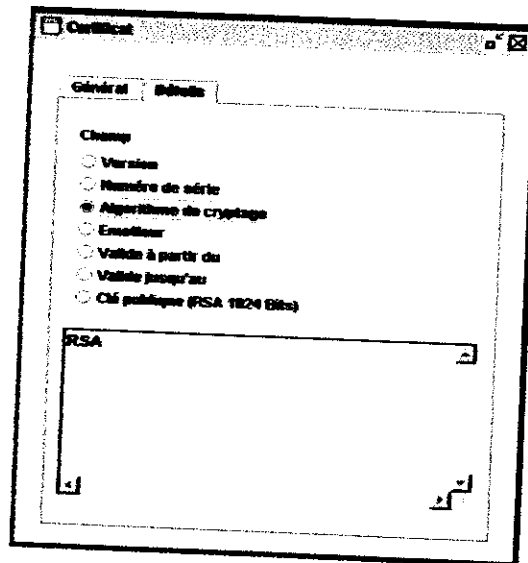 Certificat
Général Détails
Champ
Version
Numéro de série
Algorithme de cryptage
Emetteur
Valide à partir du
Valide jusqu'au
Clé publique (RSA 1024 Bits)
RSA